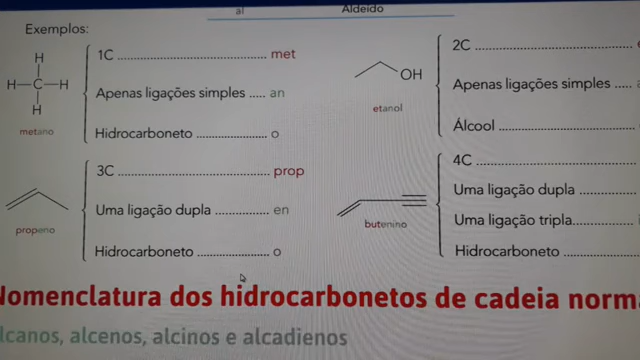 al Aldeído
Exemplos:
H
H C H
H
metano
1C ........................................ met
Apenas ligações simples ..... an
Hidrocarboneto .................... o
OH
etanol
2C ........................................
Apenas ligações simples .....
Álcool ....................................
propeno
3C ........................................ prop
Uma ligação dupla ............... en
Hidrocarboneto .................... o
butenino
4C ........................................
Uma ligação dupla ...............
Uma ligação tripla................
Hidrocarboneto ....................
Nomenclatura dos hidrocarbonetos de cadeia
lcanos, alcenos, alcinos e alcadienos